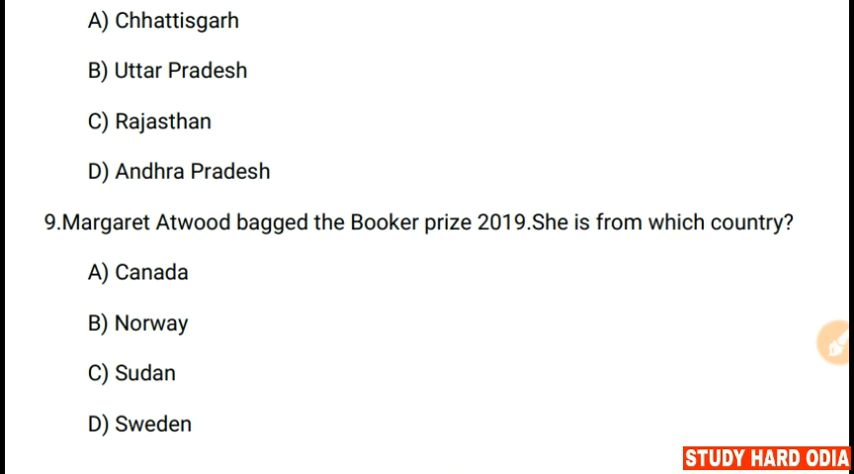 A) Chhattisgarh
B) Uttar Pradesh
C) Rajasthan
D) Andhra Pradesh
9.Margaret Atwood bagged the Booker prize 2019.She is from which country?
A) Canada
B) Norway
C) Sudan
D) Sweden
STUDY HARD ODIA